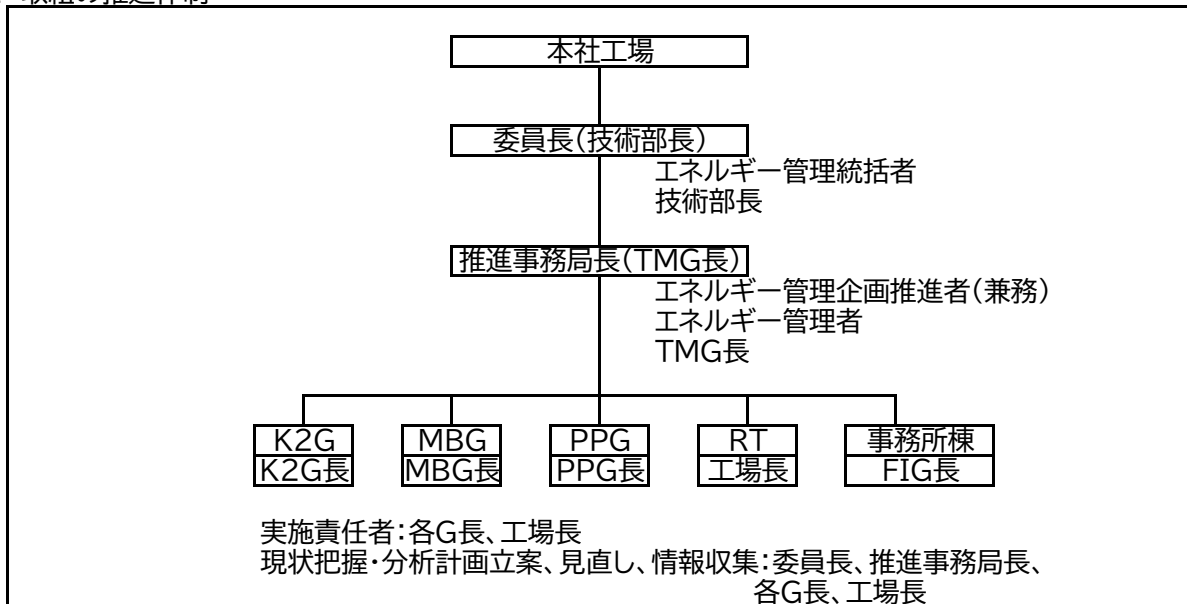 本社工場
委員長(技術部長)
エネルギー管理統括者
技術部長
推進事務局長(TMG長)
エネルギー管理企画推進者(兼務)
エネルギー管理者
TMG長
K2G MBG PPG RT 事務所棟
K2G長 MBG長 PPG長 工場長 FIG長
実施責任者:各G長、工場長
現状把握・分析計画立案、見直し、情報収集:委員長、推進事務局長、
各G長、工場長